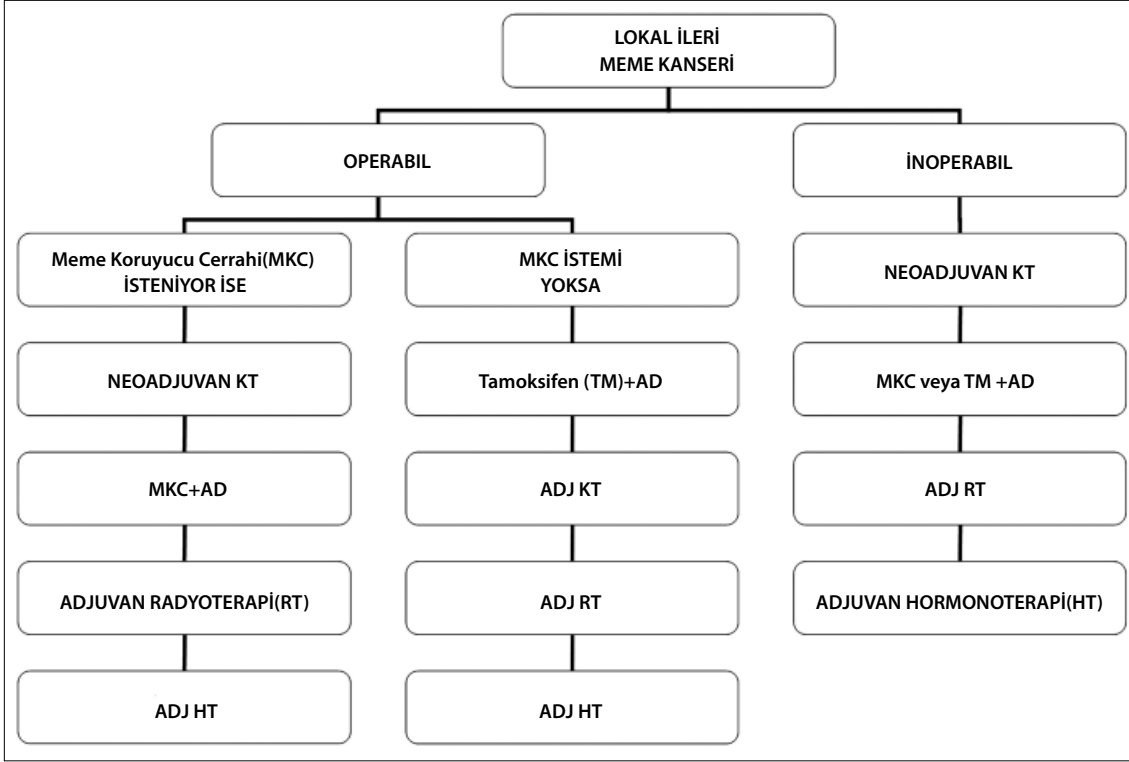 LOKAL İLERİ
MEME KANSERİ
OPERABIL
İNOPERABIL
Meme Koruyucu Cerrahi(MKC)
İSTENİYOR İSE
MKC İSTEMİ
YOKSA
NEOADJUVAN KT
NEOADJUVAN KT
Tamoksifen (TM)+AD
MKC veya TM +AD
MKC+AD
ADJ KT
ADJ RT
ADJUVAN RADYOTERAPİ(RT)
ADJ RT
ADJUVAN HORMONOTERAPİ(HT)
ADJ HT
ADJ HT